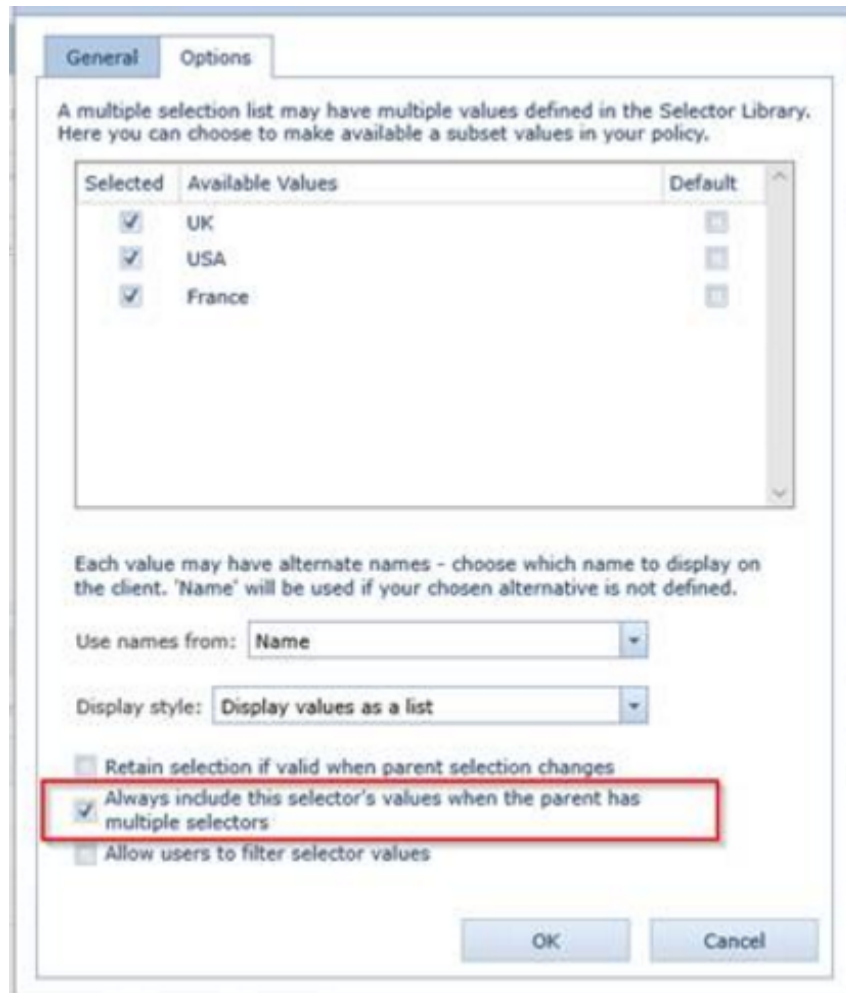 General Options
A multiple selection list may have multiple values defined in the Selector Library.
Here you can choose to make available a subset values in your policy.
Selected Available Values Default
UK
USA
France
Each value may have alternate names - choose which name to display on
the client. 'Name' will be used if your chosen alternative is not defined.
Use names from: Name
Display style: Display values as a list
Retain selection if valid when parent selection changes
Always include this selector's values when the parent has
multiple selectors
Allow users to filter selector values
OK Cancel